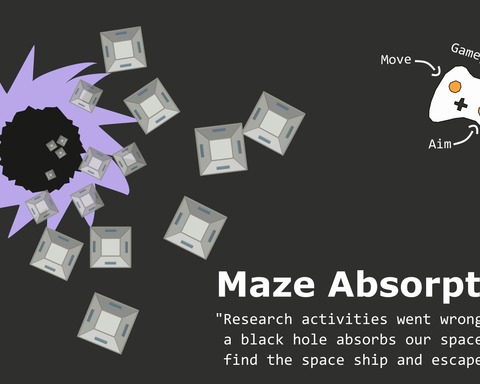 Game
Move
Aim
Maze Absorpt
"Research activities went wrong
a black hole absorbs our space
find the space ship and escape